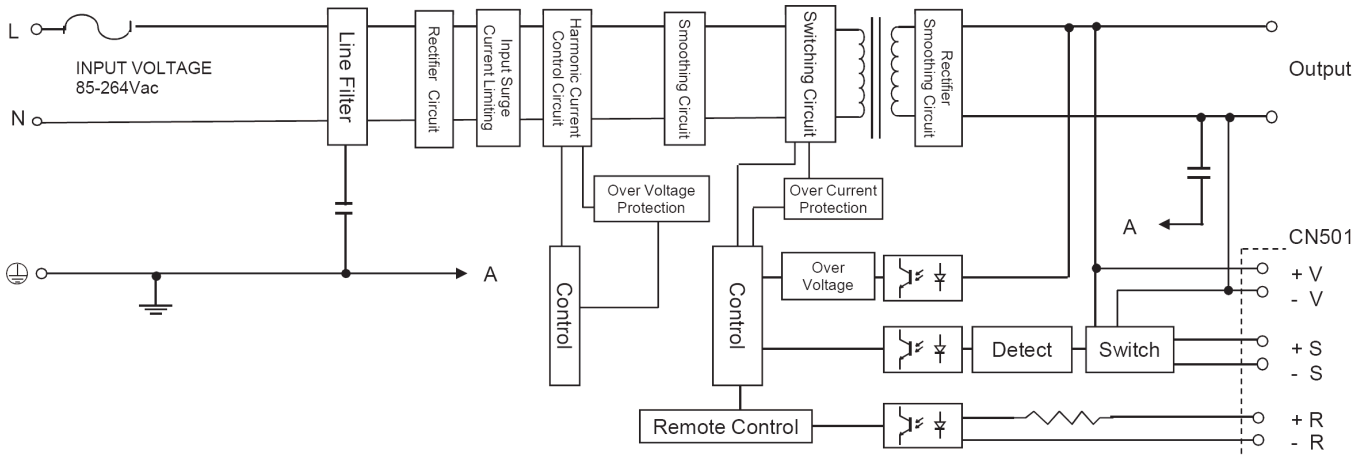 L
INPUT VOLTAGE
85-264Vac
N
Line Filter
Rectifier Circuit
Input Surge
Current Limiting
Harmonic Current
Control Circuit
Smoothing Circuit
Switching Circuit
Rectifier
Smoothing Circuit
Output
Over Voltage
Protection
Over Current
Protection
A
A
Control
Control
Over
Voltage
CN501
+ V
- V
Detect
Switch
+ S
- S
Remote Control
+ R
- R